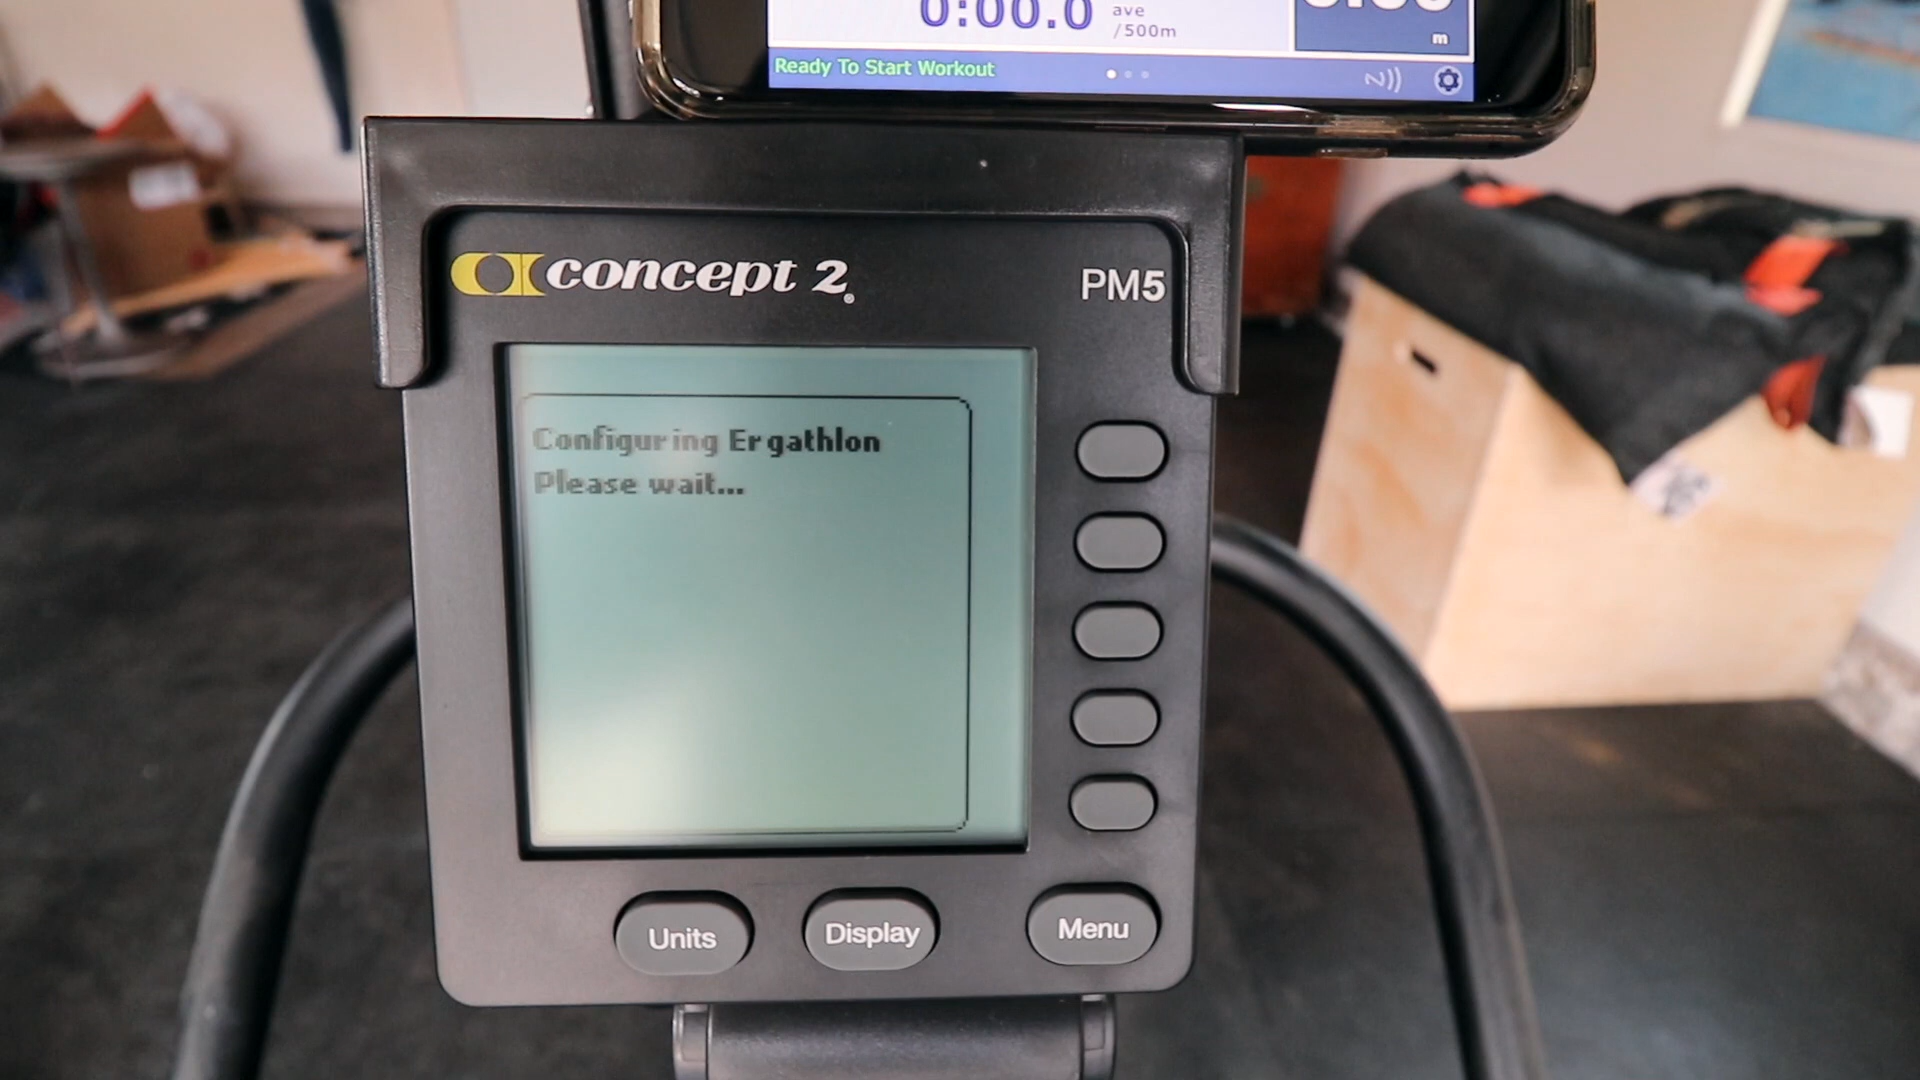 0:00.0 ave
/500m
m
Ready To Start Workout
concept 2®
PM5
Configuring Ergathlon
Please wait...
Units
Display
Menu